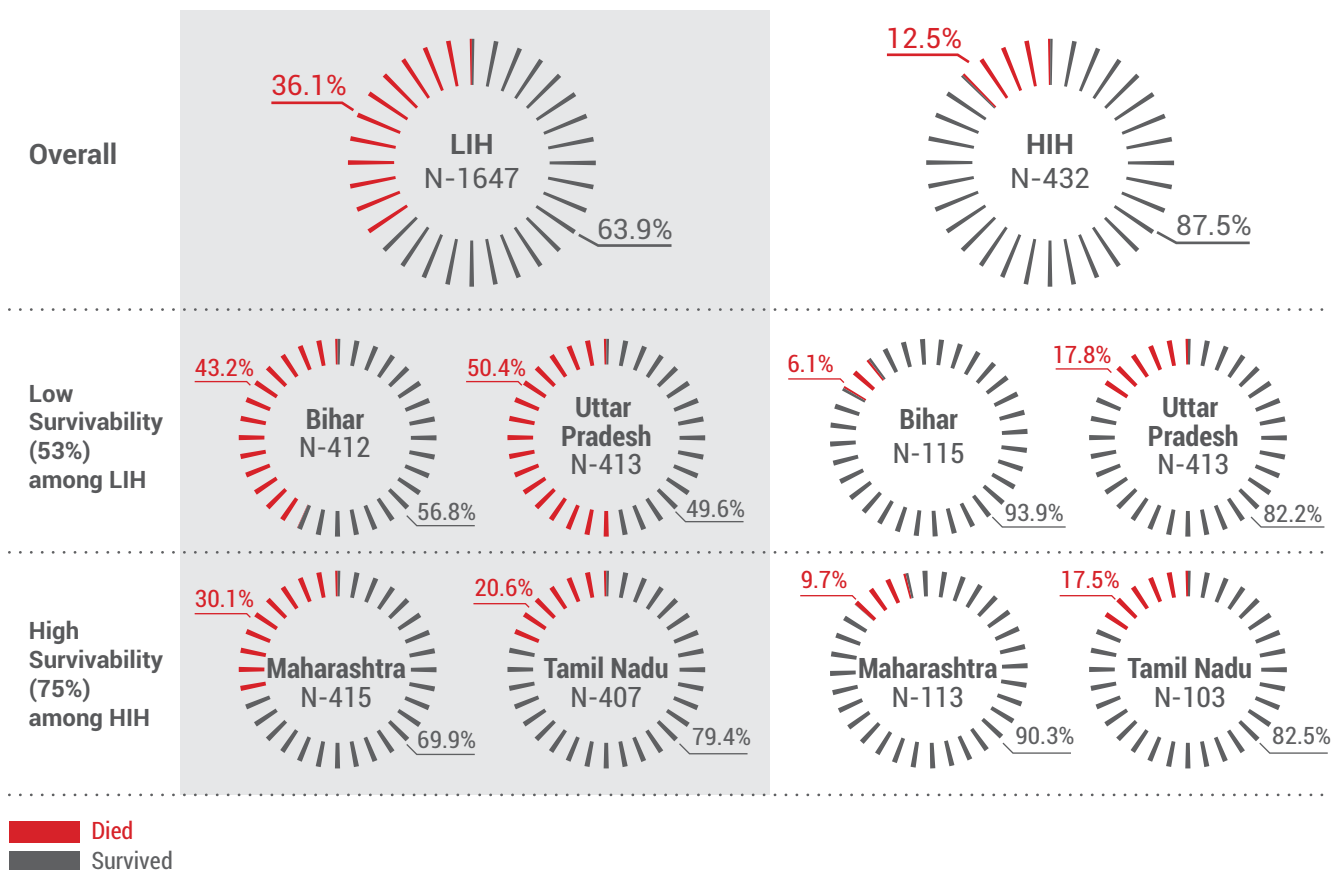 Overall
36.1%
LIH
N-1647
63.9%
12.5%
HIH
N-432
87.5%
Low
Survivability
(53%)
among LIH
43.2%
Bihar
N-412
56.8%
50.4%
Uttar
Pradesh
N-413
49.6%
6.1%
Bihar
N-115
93.9%
17.8%
Uttar
Pradesh
N-413
82.2%
High
Survivability
(75%)
among HIH
30.1%
Maharashtra
N-415
69.9%
20.6%
Tamil Nadu
N-407
79.4%
9.7%
Maharashtra
N-113
90.3%
17.5%
Tamil Nadu
N-103
82.5%
Died
Survived